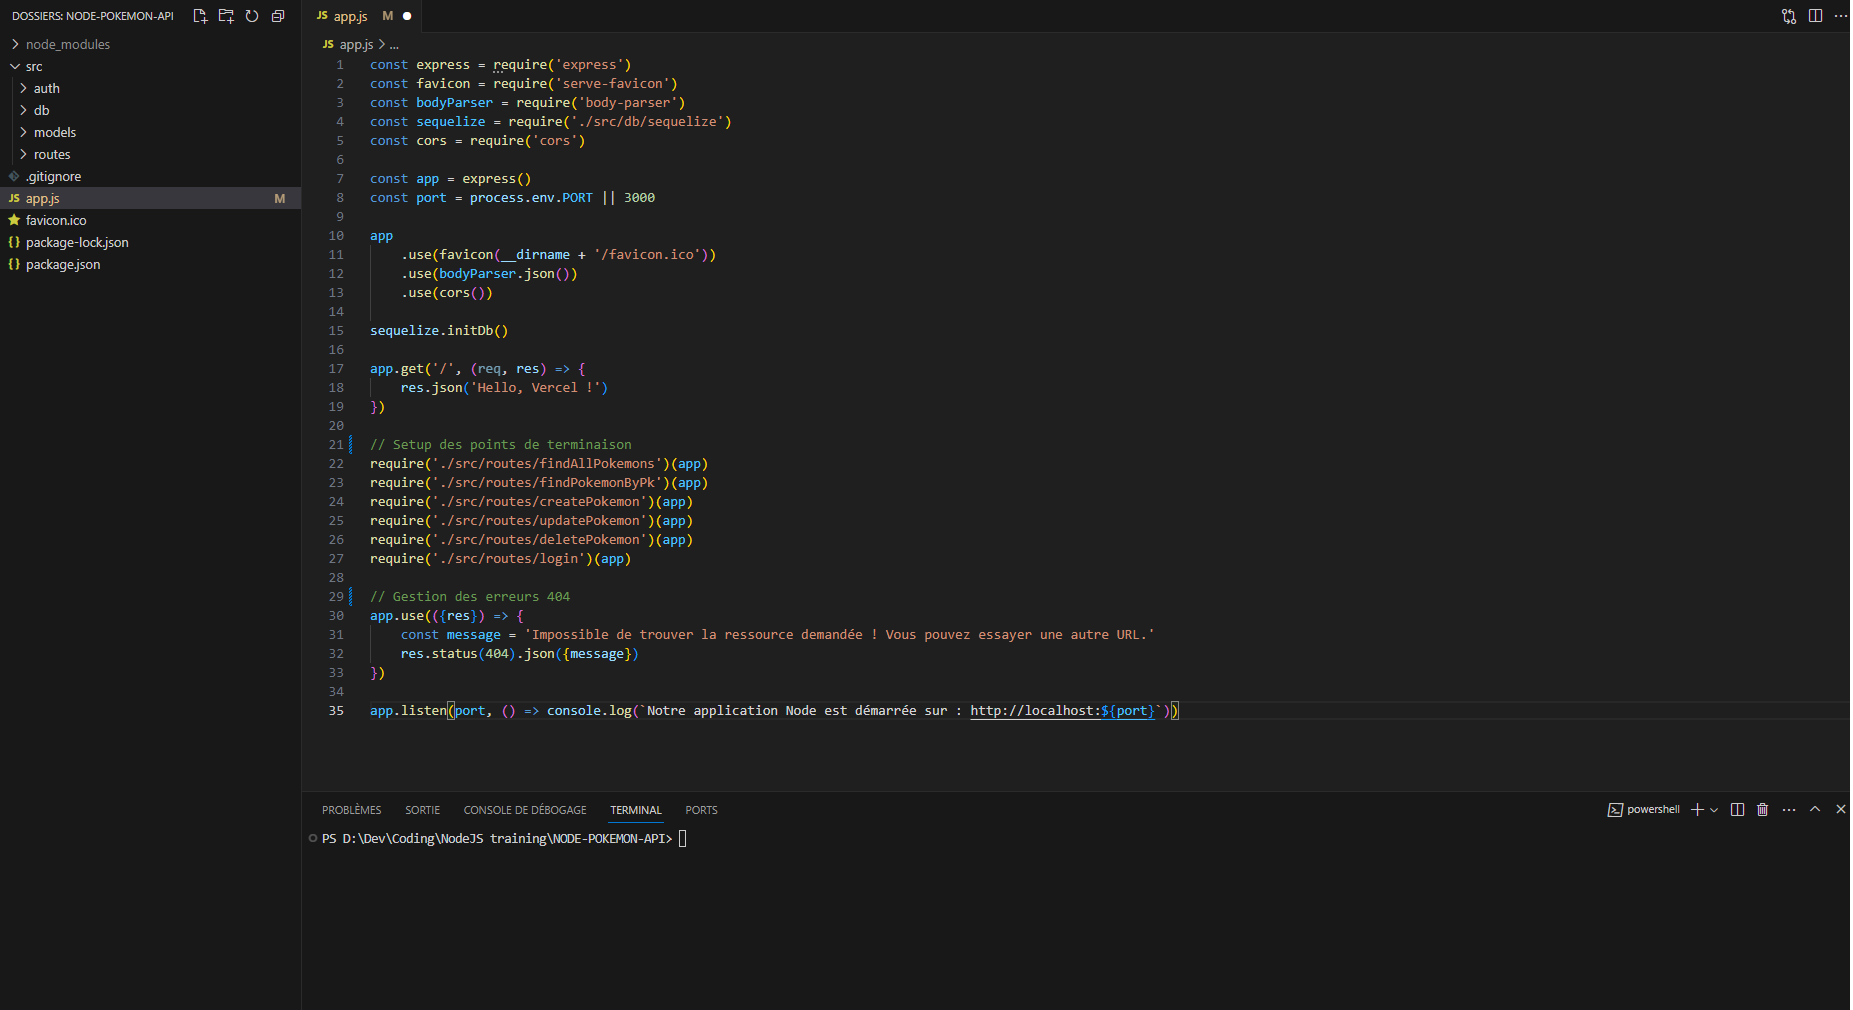 DOSSIERS: NODE-POKEMON-API
node_modules
src
auth
db
models
routes
.gitignore
JS app.js M
favicon.ico
{} package-lock.json
{} package.json
JS app.js M
JS app.js > ...
1 const express = require('express')
2 const favicon = require('serve-favicon')
3 const bodyParser = require('body-parser')
4 const sequelize = require('./src/db/sequelize')
5 const cors = require('cors')
6
7 const app = express()
8 const port = process.env.PORT || 3000
9
10 app
11     .use(favicon(__dirname + '/favicon.ico'))
12     .use(bodyParser.json())
13     .use(cors())
14
15 sequelize.initDb()
16
17 app.get('/', (req, res) => {
18     res.json('Hello, Vercel !')
19 })
20
21 // Setup des points de terminaison
22 require('./src/routes/findAllPokemons')(app)
23 require('./src/routes/findPokemonByPk')(app)
24 require('./src/routes/createPokemon')(app)
25 require('./src/routes/updatePokemon')(app)
26 require('./src/routes/deletePokemon')(app)
27 require('./src/routes/login')(app)
28
29 // Gestion des erreurs 404
30 app.use(({res}) => {
31     const message = 'Impossible de trouver la ressource demandée ! Vous pouvez essayer une autre URL.'
32     res.status(404).json({message})
33 })
34
35 app.listen(port, () => console.log(`Notre application Node est démarrée sur : http://localhost:${port}`))
PROBLÈMES SORTIE CONSOLE DE DÉBOGAGE TERMINAL PORTS
powershell
PS D:\Dev\Coding\NodeJS training\NODE-POKEMON-API>